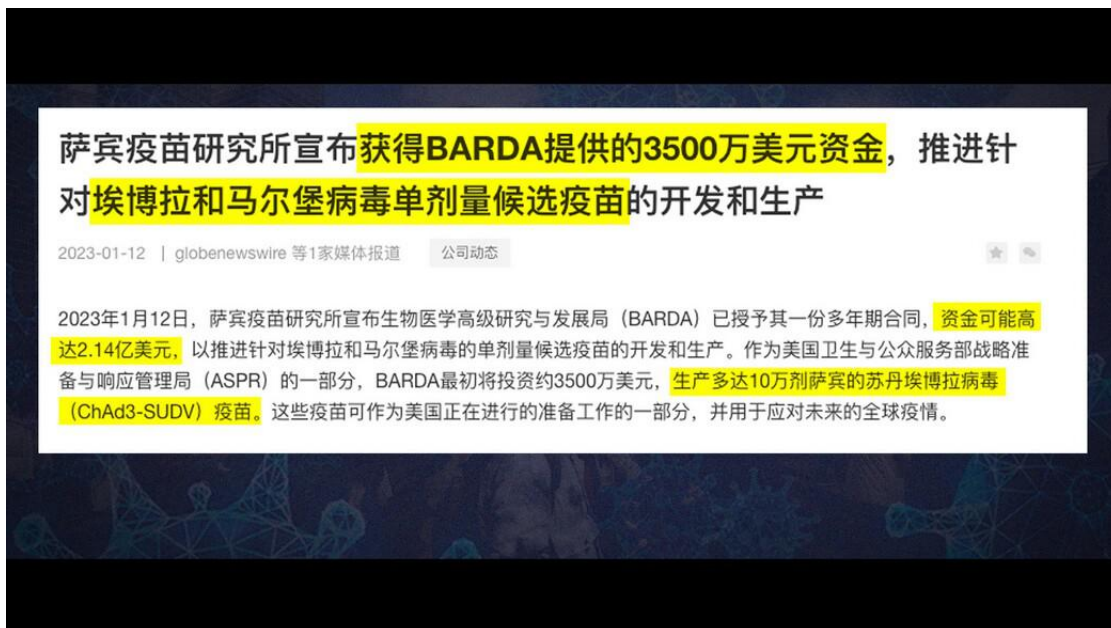 萨宾疫苗研究所宣布获得BARDA提供的3500万美元资金，推进针
对埃博拉和马尔堡病毒单剂量候选疫苗的开发和生产
2023-01-12 | globenewswire 等1家媒体报道 公司动态
2023年1月12日，萨宾疫苗研究所宣布生物医学高级研究与发展局（BARDA）已授予其一份多年期合同，资金可能高
达2.14亿美元，以推进针对埃博拉和马尔堡病毒的单剂量候选疫苗的开发和生产。作为美国卫生与公众服务部战略准
备与响应管理局（ASPR）的一部分，BARDA最初将投资约3500万美元，生产多达10万剂萨宾的苏丹埃博拉病毒
（ChAd3-SUDV）疫苗。这些疫苗可作为美国正在进行的准备工作的一部分，并用于应对未来的全球疫情。